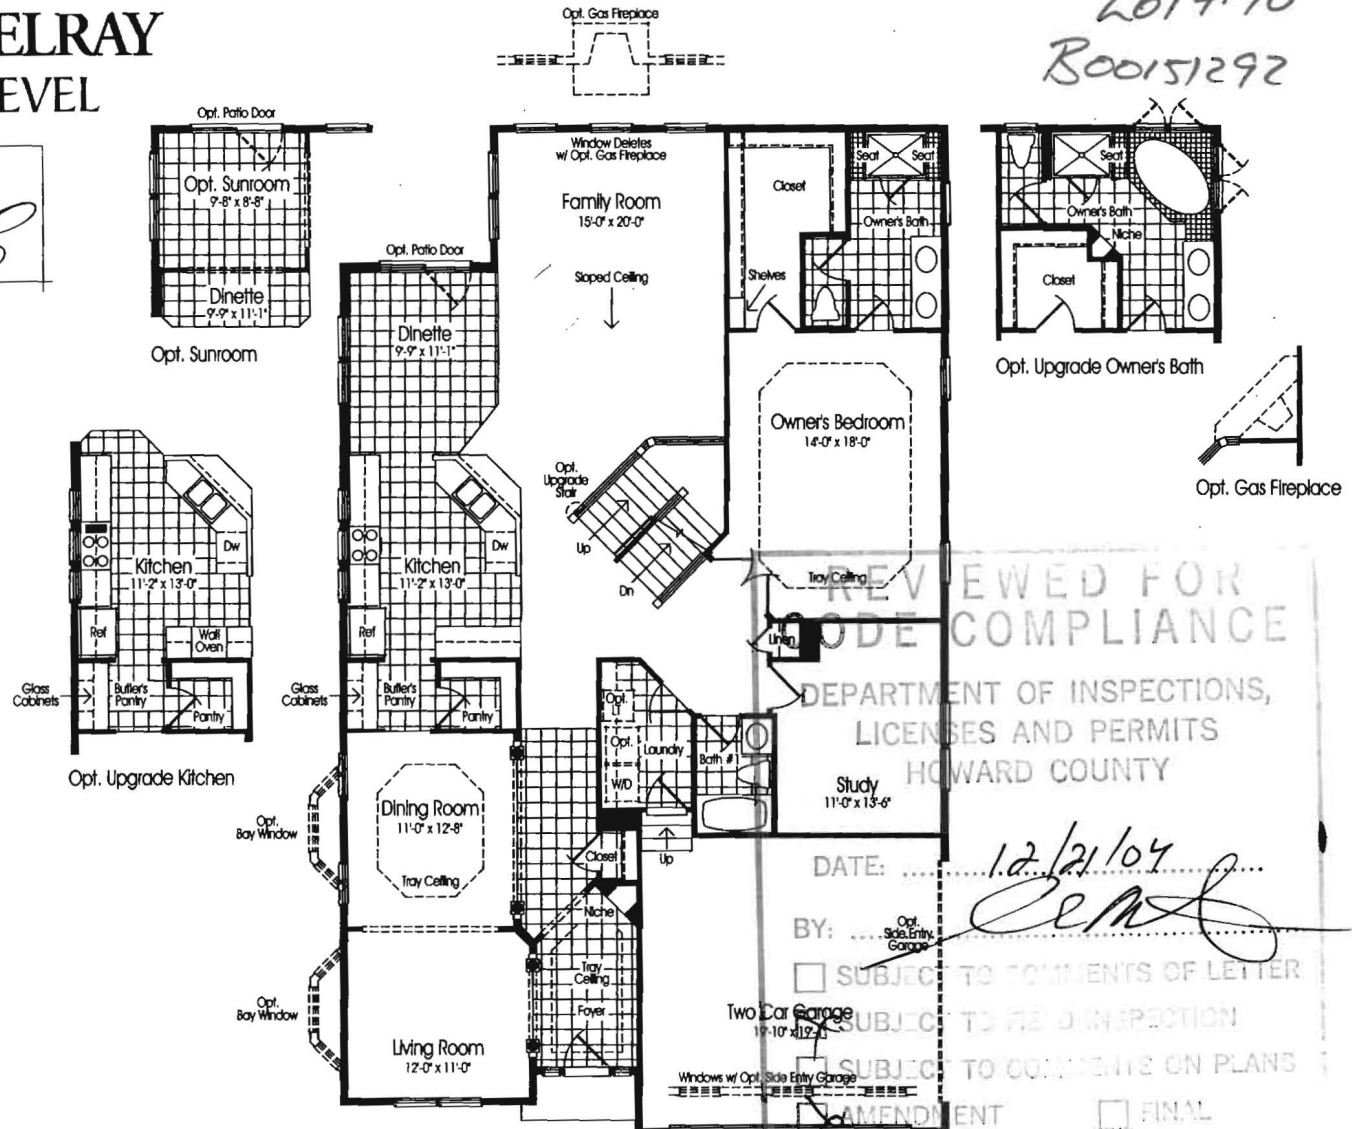 ELRAY
EVEL
B00151292
Opt. Gas Fireplace
Opt. Patio Door
Opt. Sunroom
9'-8" x 8'-8"
Dinette
9'-9" x 11'-1"
Opt. Sunroom
Window Deletes
w/ Opt. Gas Fireplace
Family Room
15'-0" x 20'-0"
Sloped Ceiling
Closet
Shelves
Seat
Seat
Owner's Bath
Seat
Owner's Bath
Niche
Closet
Opt. Upgrade Owner's Bath
Opt. Gas Fireplace
Opt. Patio Door
Dinette
9'-9" x 11'-1"
Owner's Bedroom
14'-0" x 18'-0"
Tray Ceiling
Opt.
Upgrade
Stair
Up
Dn
Dw
Kitchen
11'-2" x 13'-0"
Ref
Wall
Oven
Glass
Cabinets
Butler's
Pantry
Pantry
Opt. Upgrade Kitchen
Dw
Kitchen
11'-2" x 13'-0"
Ref
Glass
Cabinets
Butler's
Pantry
Pantry
Linen
Opt.
LT
Opt.
W/D
Laundry
Bath #1
Study
11'-0" x 13'-6"
Up
Opt.
Bay Window
Dining Room
11'-0" x 12'-8"
Tray Ceiling
Closet
Niche
Tray
Ceiling
Foyer
Opt.
Bay Window
Living Room
12'-0" x 11'-0"
Opt.
Side Entry
Garage
Two Car Garage
Windows w/ Opt. Side Entry Garage
REVIEWED FOR
CODE COMPLIANCE
DEPARTMENT OF INSPECTIONS,
LICENSES AND PERMITS
HOWARD COUNTY
DATE: 12/21/04
BY:
SUBJECT TO COMMENTS OF LETTER
SUBJECT TO FIELD INSPECTION
SUBJECT TO COMMENTS ON PLANS
AMENDMENT
FINAL